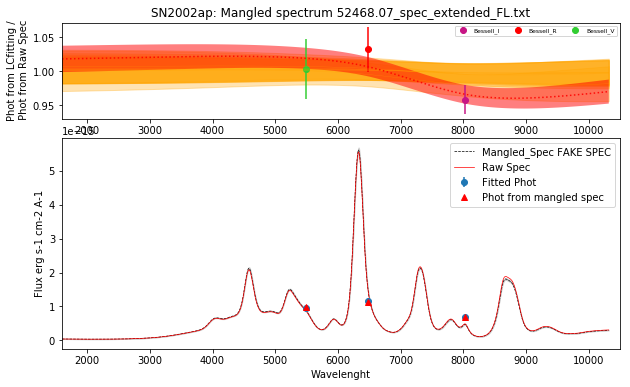 SN2002ap: Mangled spectrum 52468.07_spec_extended_FL.txt
Phot from LCfitting /
Phot from Raw Spec
1.05
1.00
0.95
Bessell_I
Bessell_R
Bessell_V
2000 3000 4000 5000 6000 7000 8000 9000 10000
Flux erg s-1 cm-2 A-1
5
4
3
2
1
0
Mangled_Spec FAKE SPEC
Raw Spec
Fitted Phot
Phot from mangled spec
2000 3000 4000 5000 6000 7000 8000 9000 10000
Wavelenght